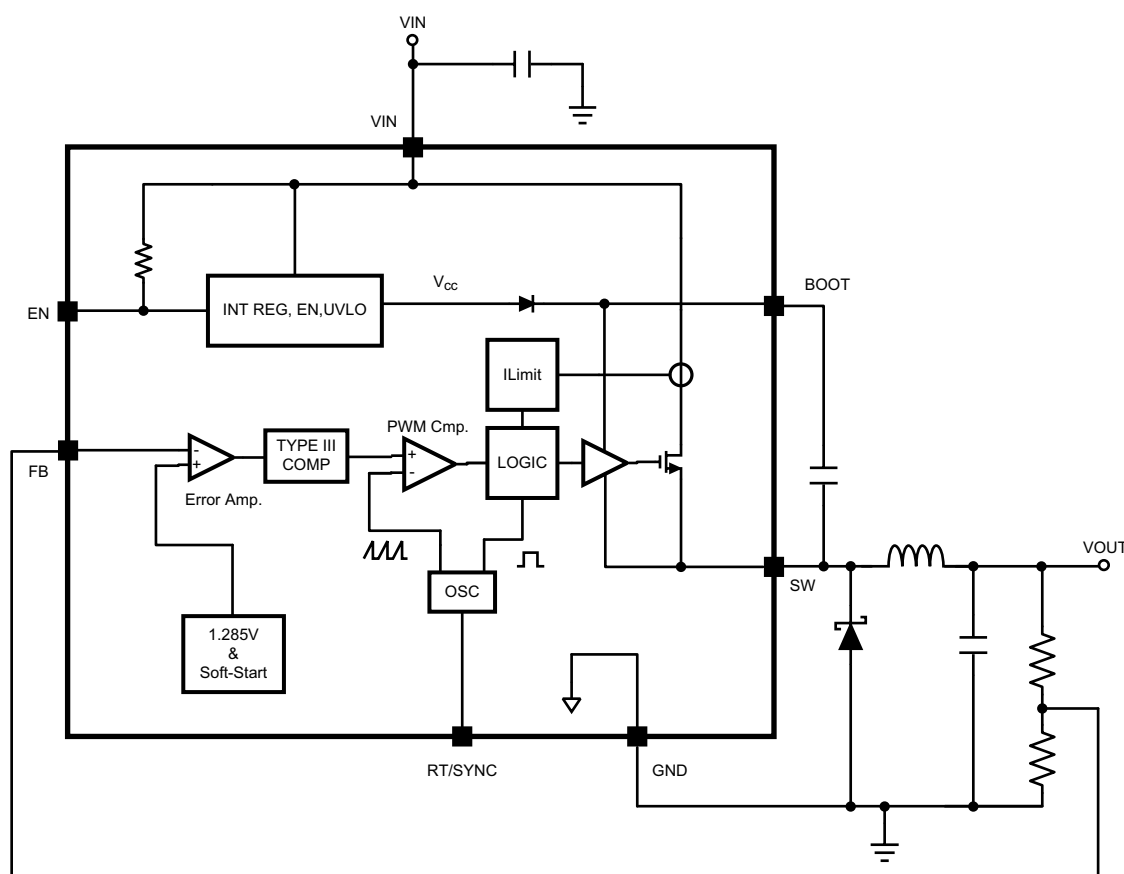 VIN
VIN
BOOT
Vcc
EN
INT REG, EN,UVLO
ILimit
PWM Cmp.
FB
-
+
TYPE III
COMP
+
-
LOGIC
Error Amp.
VOUT
SW
OSC
1.285V
&
Soft-Start
RT/SYNC
GND